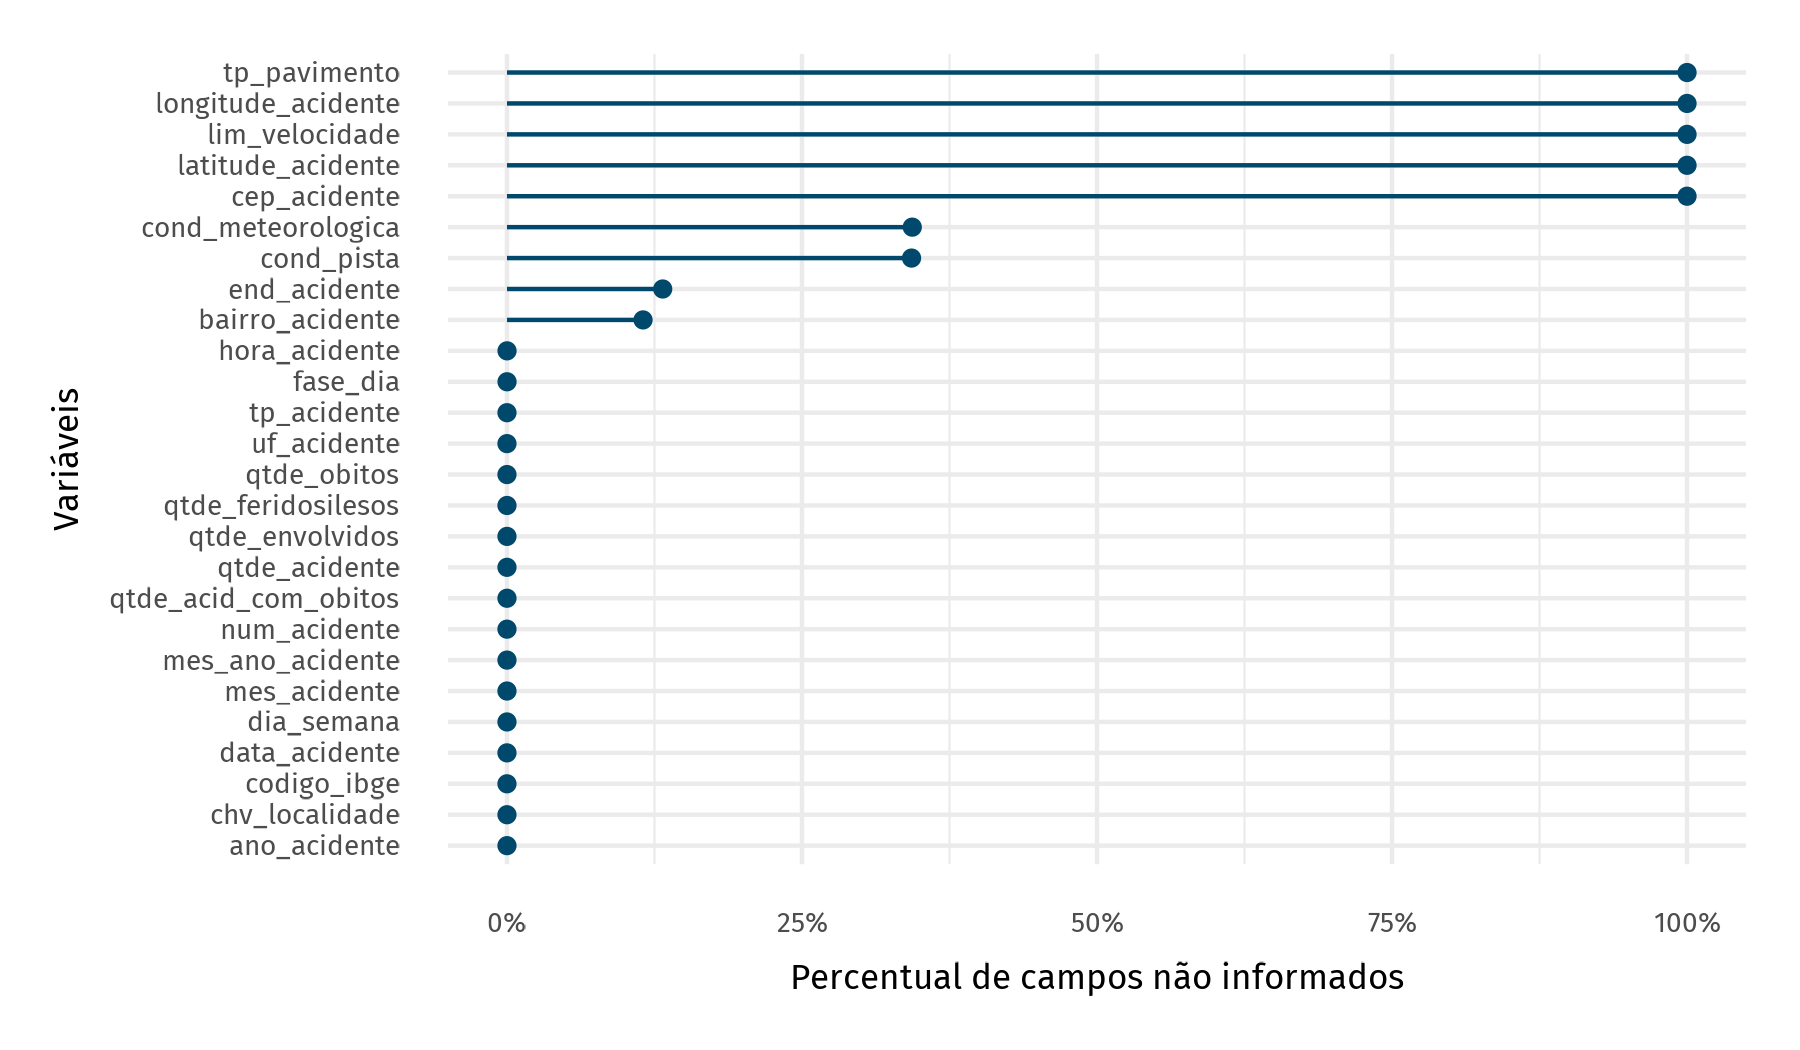 tp_pavimento
longitude_acidente
lim_velocidade
latitude_acidente
cep_acidente
cond_meteorologica
cond_pista
end_acidente
bairro_acidente
hora_acidente
fase_dia
tp_acidente
uf_acidente
qtde_obitos
qtde_feridosilesos
qtde_envolvidos
qtde_acidente
qtde_acid_com_obitos
num_acidente
mes_ano_acidente
mes_acidente
dia_semana
data_acidente
codigo_ibge
chv_localidade
ano_acidente
Variáveis
0% 25% 50% 75% 100%
Percentual de campos não informados